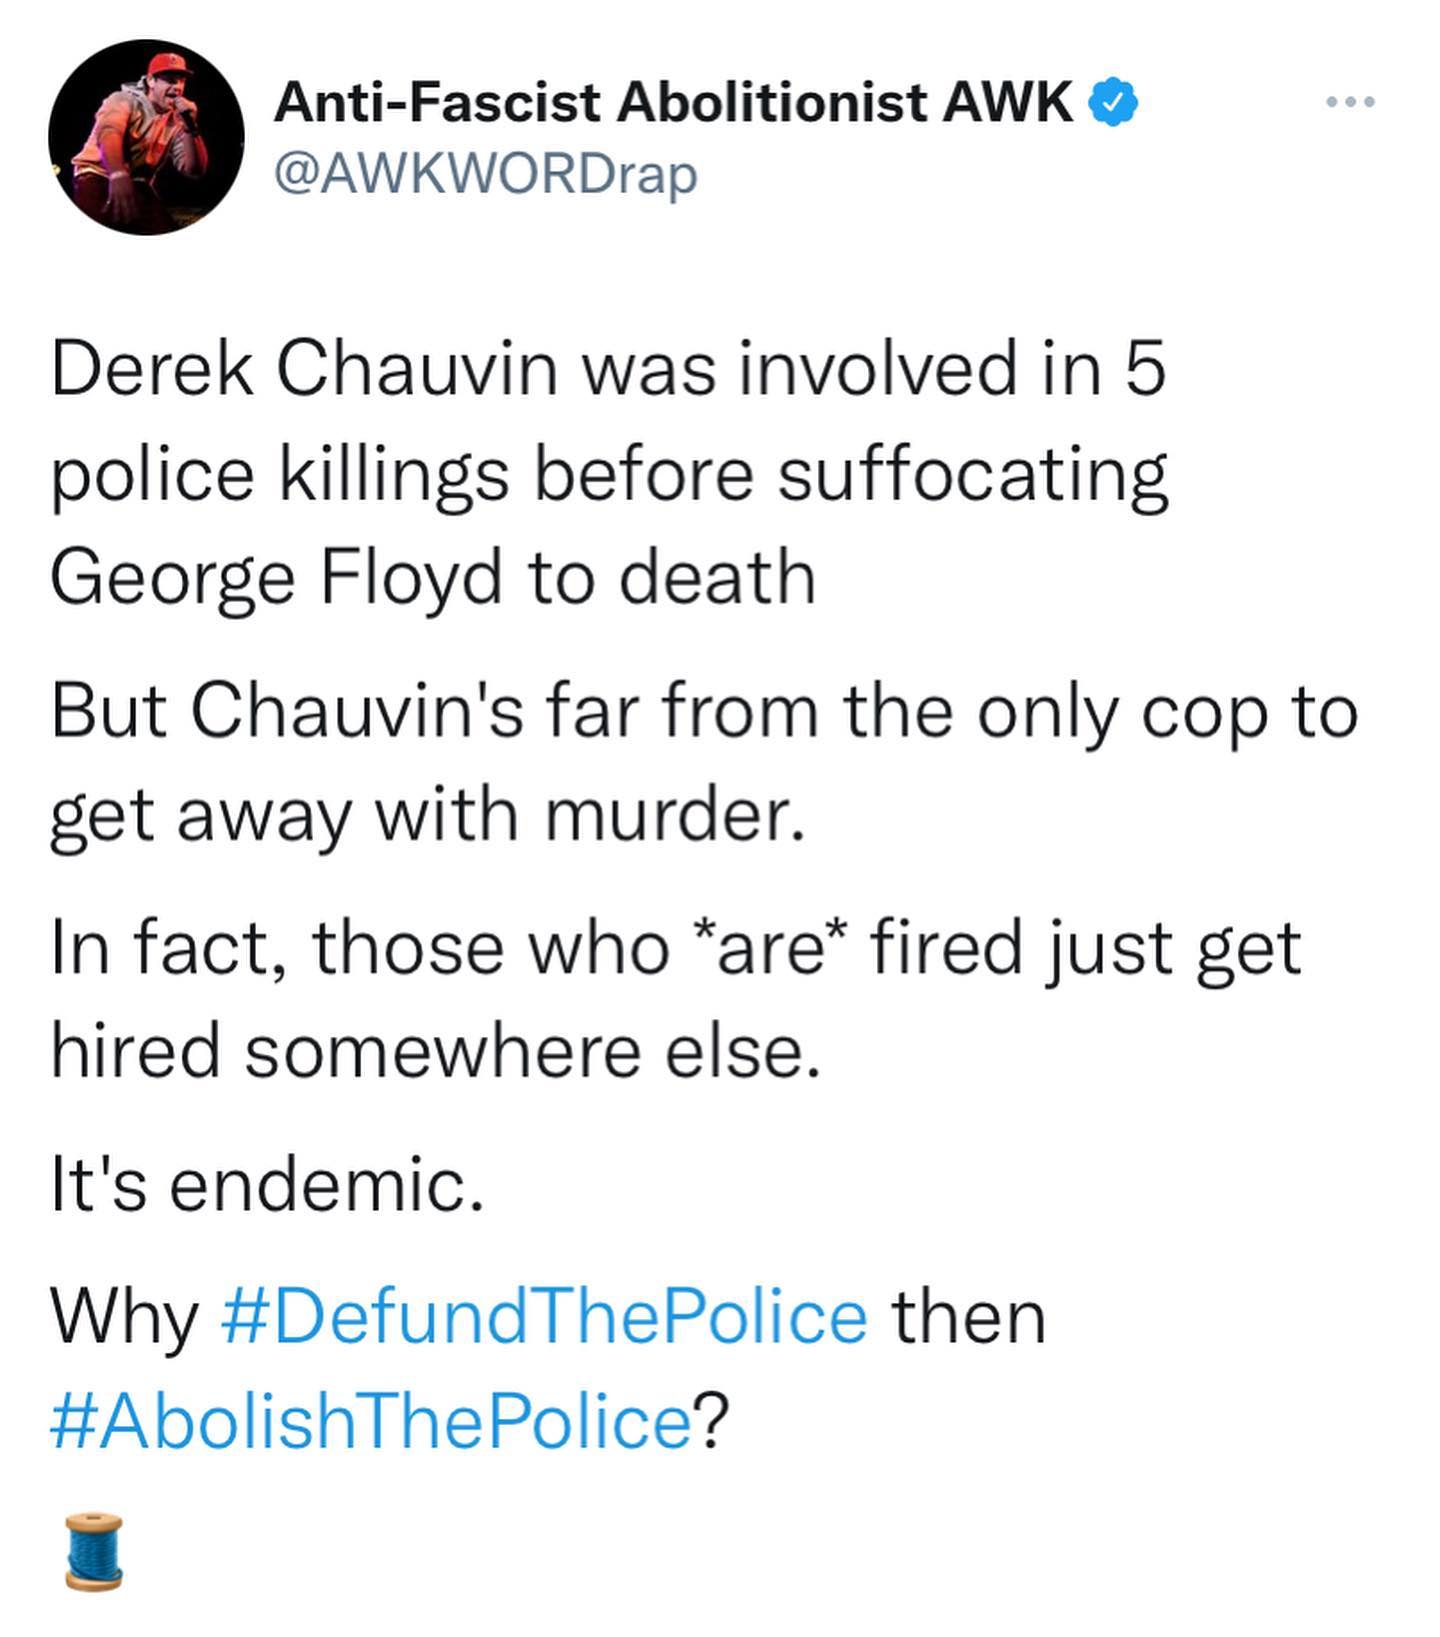 Anti-Fascist Abolitionist AWK
@AWKWORDrap
Derek Chauvin was involved in 5
police killings before suffocating
George Floyd to death
But Chauvin's far from the only cop to
get away with murder.
In fact, those who *are* fired just get
hired somewhere else.
It's endemic.
Why #DefundThePolice then
#AbolishThePolice?